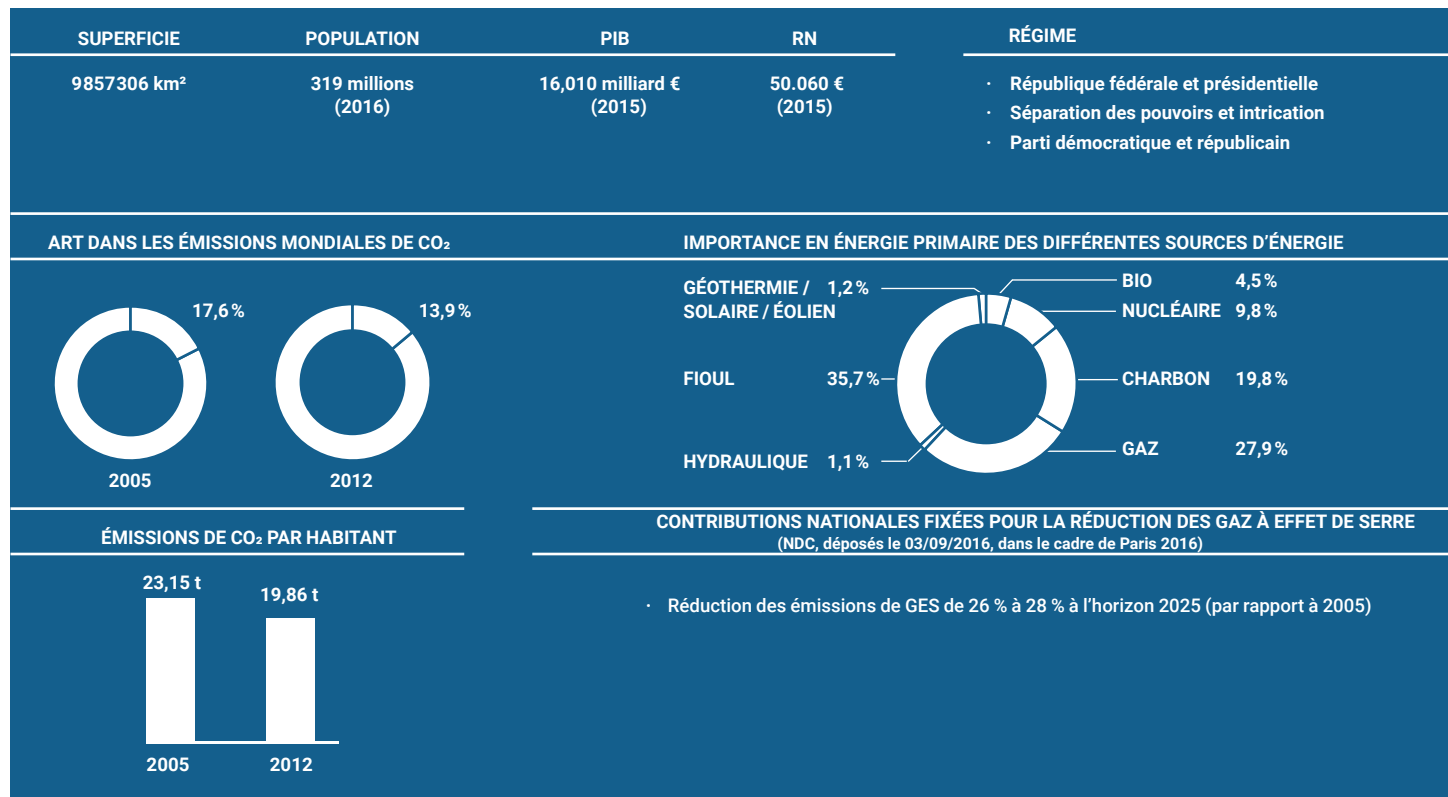 SUPERFICIE
POPULATION
PIB
RN
RÉGIME
9857306 km²
319 millions
(2016)
16,010 milliard €
(2015)
50.060 €
(2015)
· République fédérale et présidentielle
· Séparation des pouvoirs et intrication
· Parti démocratique et républicain
ART DANS LES ÉMISSIONS MONDIALES DE CO₂
17,6 %
2005
13,9 %
2012
IMPORTANCE EN ÉNERGIE PRIMAIRE DES DIFFÉRENTES SOURCES D’ÉNERGIE
GÉOTHERMIE / 1,2 %
SOLAIRE / ÉOLIEN
FIOUL 35,7 %
HYDRAULIQUE 1,1 %
BIO 4,5 %
NUCLÉAIRE 9,8 %
CHARBON 19,8 %
GAZ 27,9 %
ÉMISSIONS DE CO₂ PAR HABITANT
23,15 t
19,86 t
2005
2012
CONTRIBUTIONS NATIONALES FIXÉES POUR LA RÉDUCTION DES GAZ À EFFET DE SERRE
(NDC, déposés le 03/09/2016, dans le cadre de Paris 2016)
· Réduction des émissions de GES de 26 % à 28 % à l’horizon 2025 (par rapport à 2005)